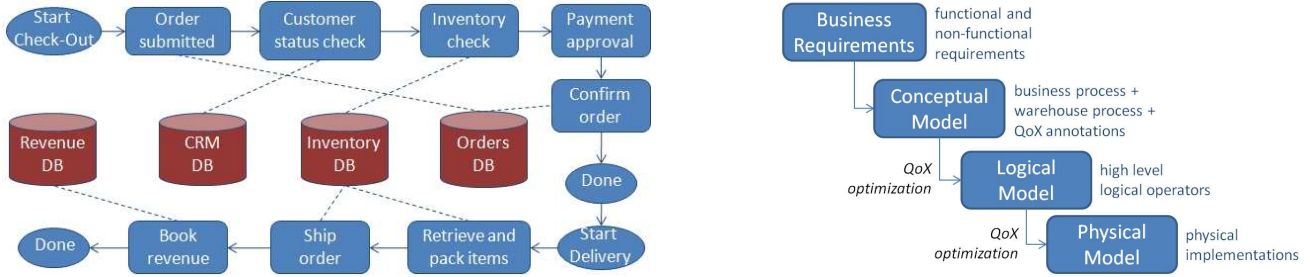 Start
Check-Out
Order
submitted
Customer
status check
Inventory
check
Payment
approval
Confirm
order
Revenue
DB
CRM
DB
Inventory
DB
Orders
DB
Done
Done
Book
revenue
Ship
order
Retrieve and
pack items
Start
Delivery
Business
Requirements
functional and
non-functional
requirements
Conceptual
Model
business process +
warehouse process +
QoX annotations
QoX
optimization
Logical
Model
high level
logical operators
QoX
optimization
Physical
Model
physical
implementations